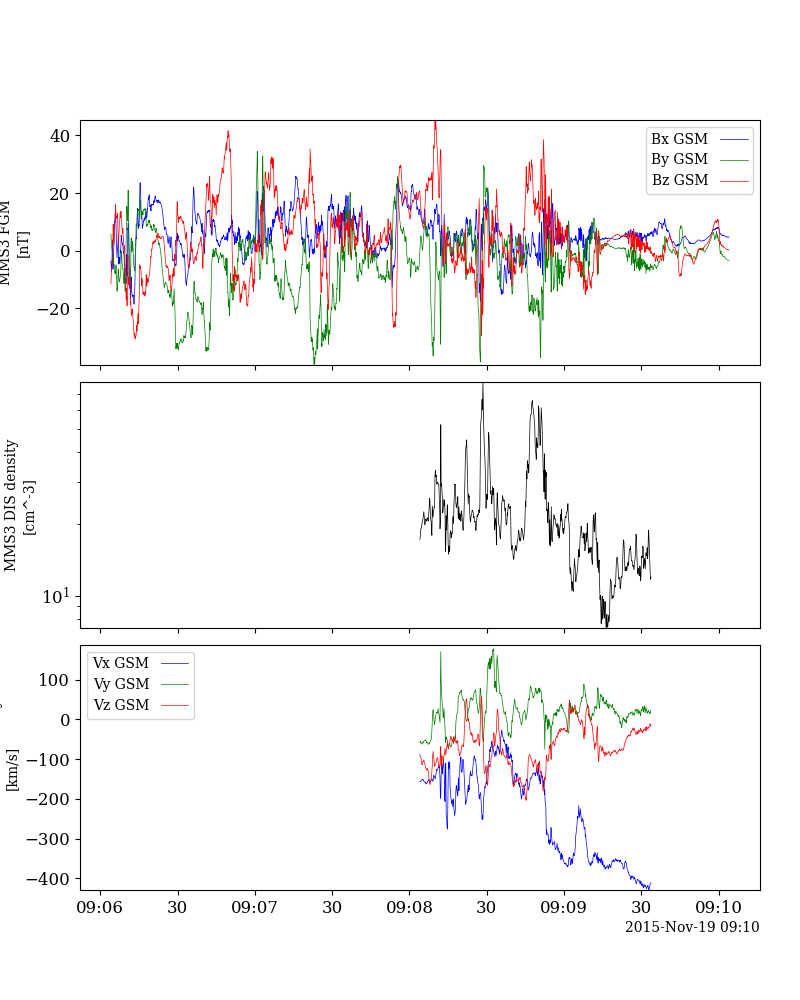 40
20
0
−20
MMS3 FGM
[nT]
Bx GSM
By GSM
Bz GSM
10^1
MMS3 DIS density
[cm^-3]
100
0
−100
−200
−300
−400
[km/s]
Vx GSM
Vy GSM
Vz GSM
09:06 30 09:07 30 09:08 30 09:09 30 09:10
2015-Nov-19 09:10